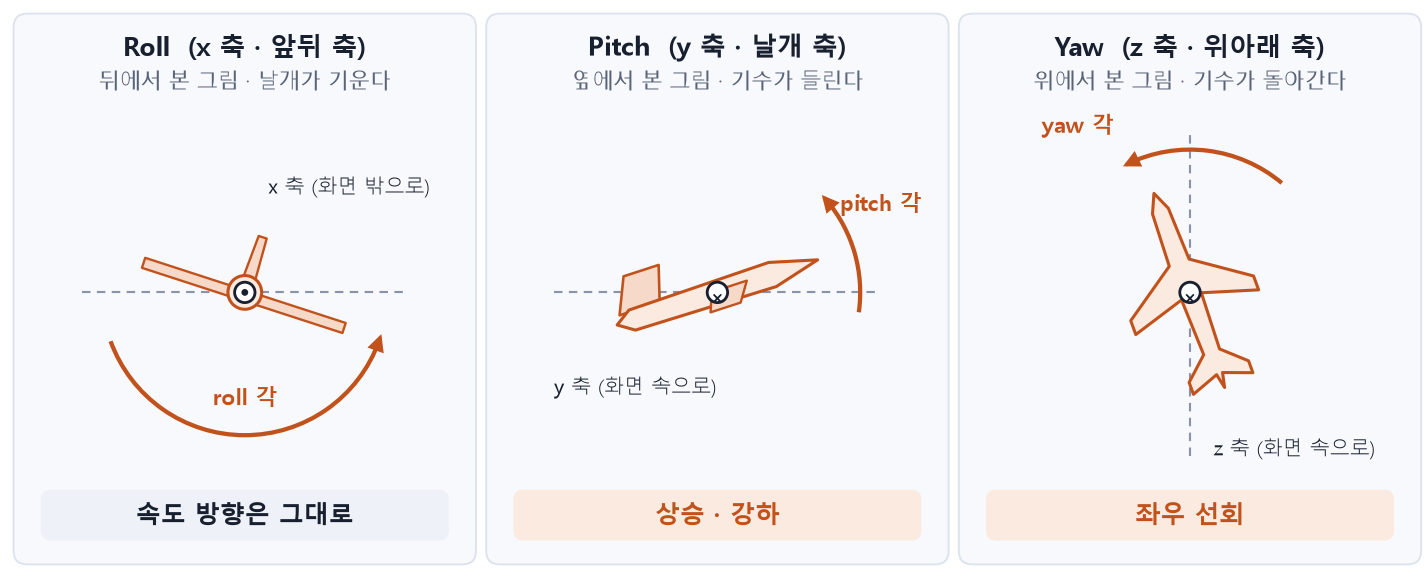 Roll (x 축 · 앞뒤 축)
뒤에서 본 그림 · 날개가 기운다
x 축 (화면 밖으로)
roll 각
속도 방향은 그대로
Pitch (y 축 · 날개 축)
옆에서 본 그림 · 기수가 들린다
pitch 각
y 축 (화면 속으로)
상승 · 강하
Yaw (z 축 · 위아래 축)
위에서 본 그림 · 기수가 돌아간다
yaw 각
z 축 (화면 속으로)
좌우 선회